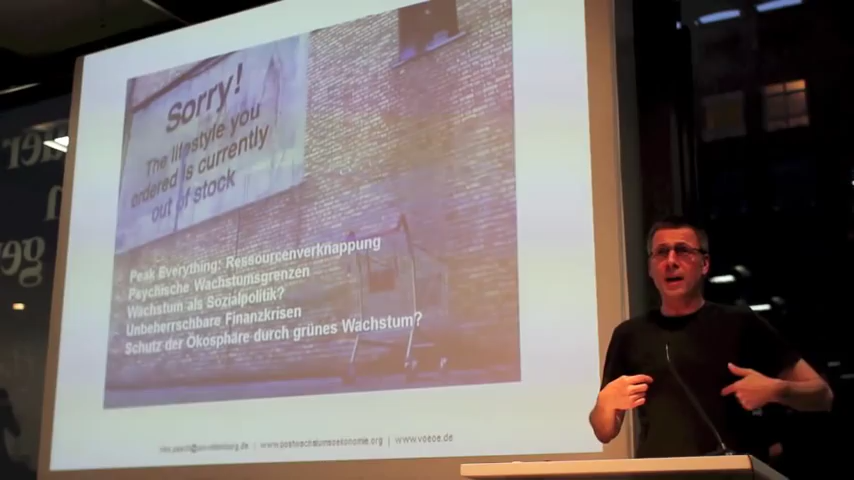 Sorry!
The lifestyle you
ordered is currently
out of stock
Peak Everything: Ressourcenverknappung
Psychische Wachstumsgrenzen
Wachstum als Sozialpolitik?
Unbeherrschbare Finanzkrisen
Schutz der Ökosphäre durch grünes Wachstum?
| www.postwachstumsoekonomie.org | www.voeoe.de